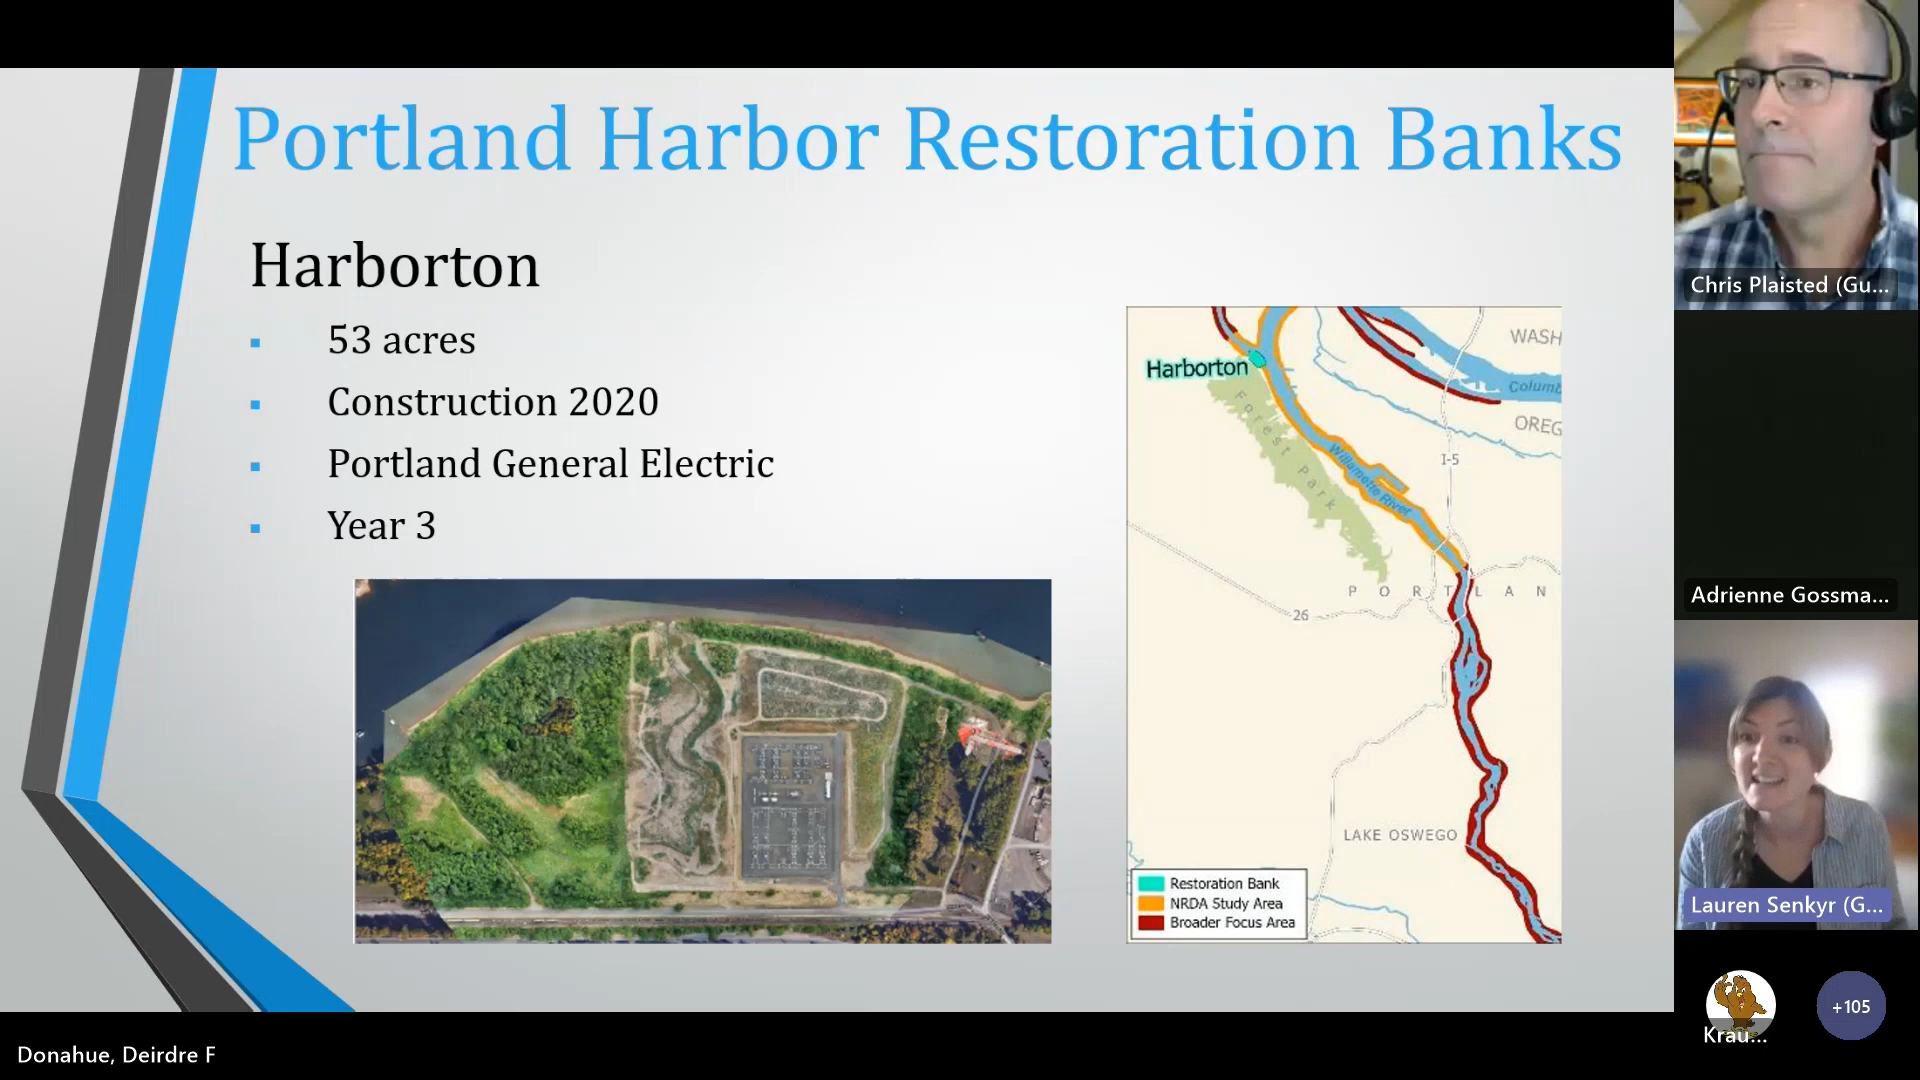 Portland Harbor Restoration Banks
Harborton
▪ 53 acres
▪ Construction 2020
▪ Portland General Electric
▪ Year 3
WASH
Harborton
Columb
OREG
Forest Park
I-5
Willamette River
PORTLAN
26
LAKE OSWEGO
Restoration Bank
NRDA Study Area
Broader Focus Area
Chris Plaisted (Gu...
Adrienne Gossma...
Lauren Senkyr (G...
Krau...
+105
Donahue, Deirdre F